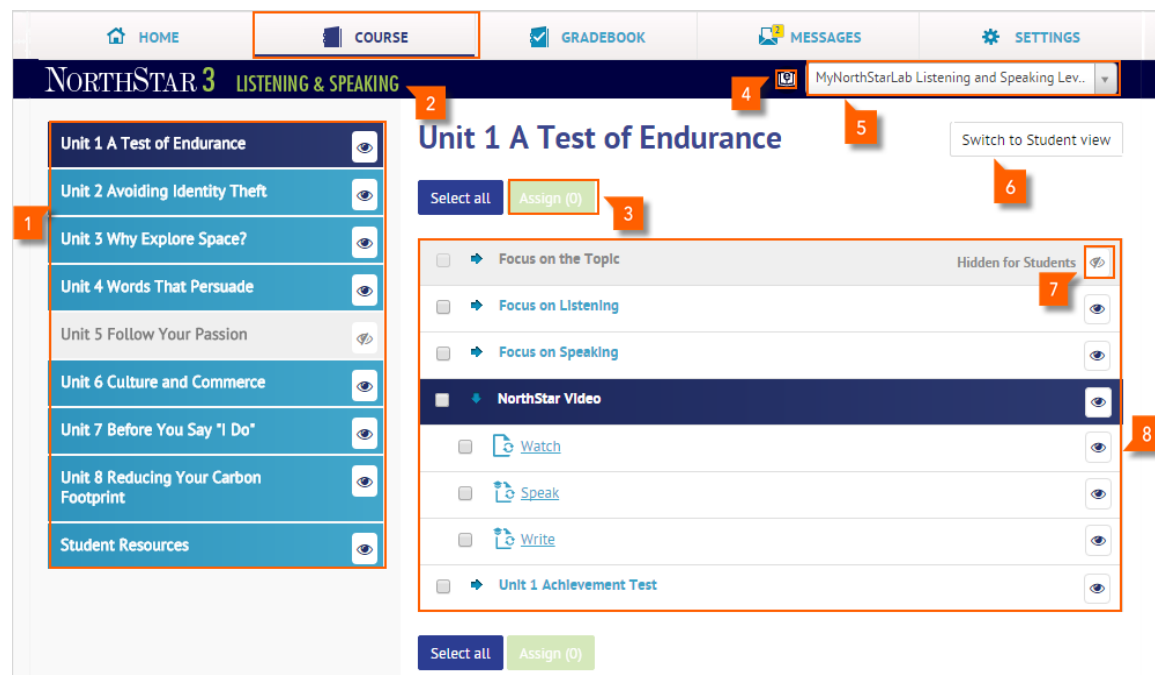 HOME
COURSE
GRADEBOOK
2
MESSAGES
SETTINGS
NORTHSTAR 3 LISTENING & SPEAKING
2
4
MyNorthStarLab Listening and Speaking Lev..
5
1
Unit 1 A Test of Endurance
Unit 2 Avoiding Identity Theft
Unit 3 Why Explore Space?
Unit 4 Words That Persuade
Unit 5 Follow Your Passion
Unit 6 Culture and Commerce
Unit 7 Before You Say "I Do"
Unit 8 Reducing Your Carbon
Footprint
Student Resources
Unit 1 A Test of Endurance
Switch to Student view
6
Select all
Assign (0)
3
Focus on the Topic
Hidden for Students
7
Focus on Listening
Focus on Speaking
NorthStar Video
8
Watch
Speak
Write
Unit 1 Achievement Test
Select all
Assign (0)